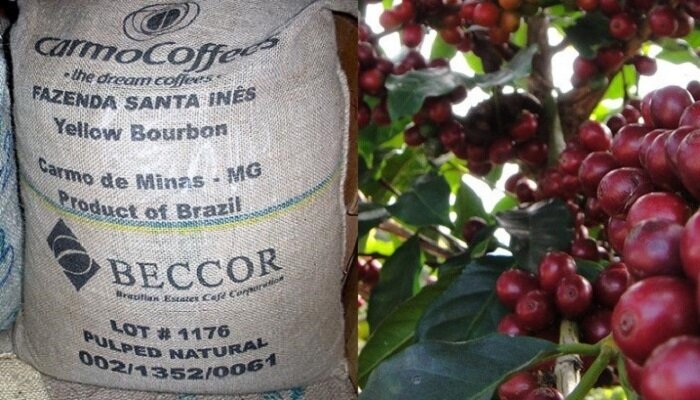 CarmoCoffees
• the dream coffees •
FAZENDA SANTA INÊS
Yellow Bourbon
Carmo de Minas - MG
Product of Brazil
BECCOR
Brazilian Estates Café Corporation
LOT # 1176
PULPED NATURAL
002/1352/0061